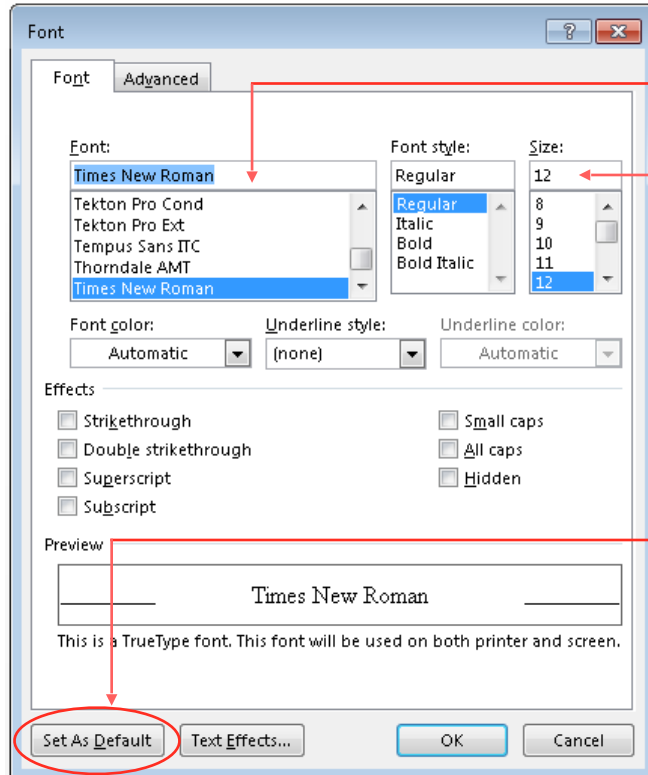 Font
Font Advanced
Font: Font style: Size:
Times New Roman Regular 12
Tekton Pro Cond Regular 8
Tekton Pro Ext Italic 9
Tempus Sans ITC Bold 10
Thorndale AMT Bold Italic 11
Times New Roman 12
Font color: Underline style: Underline color:
Automatic (none) Automatic
Effects
Strikethrough Small caps
Double strikethrough All caps
Superscript Hidden
Subscript
Preview
Times New Roman
This is a TrueType font. This font will be used on both printer and screen.
Set As Default Text Effects... OK Cancel